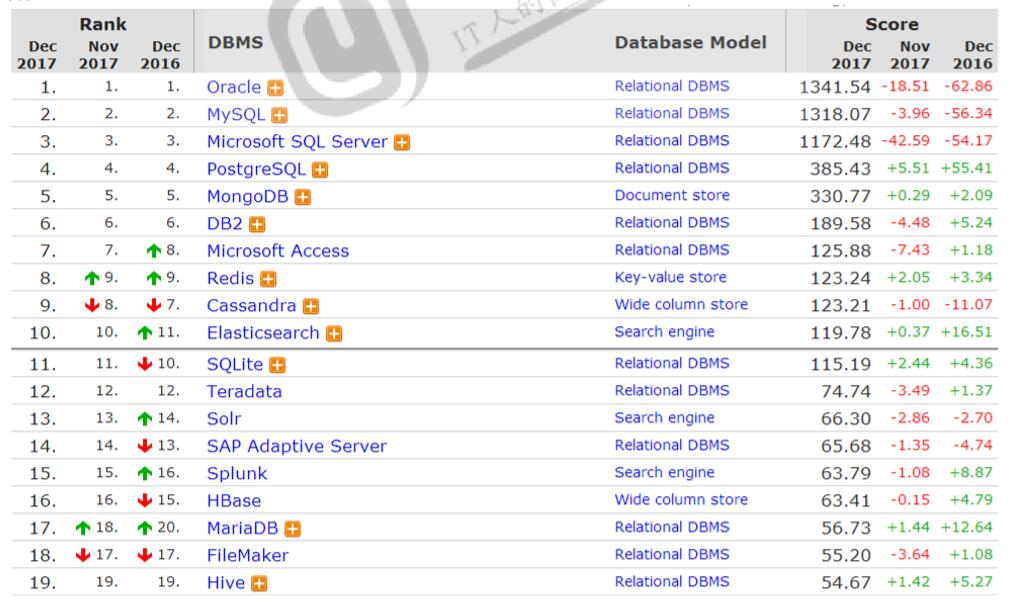 Rank DBMS Database Model Score
Dec 2017 Nov 2017 Dec 2016 Dec 2017 Nov 2017 Dec 2016
1. 1. 1. Oracle Relational DBMS 1341.54 -18.51 -62.86
2. 2. 2. MySQL Relational DBMS 1318.07 -3.96 -56.34
3. 3. 3. Microsoft SQL Server Relational DBMS 1172.48 -42.59 -54.17
4. 4. 4. PostgreSQL Relational DBMS 385.43 +5.51 +55.41
5. 5. 5. MongoDB Document store 330.77 +0.29 +2.09
6. 6. 6. DB2 Relational DBMS 189.58 -4.48 +5.24
7. 7. 8. Microsoft Access Relational DBMS 125.88 -7.43 +1.18
8. 9. 9. Redis Key-value store 123.24 +2.05 +3.34
9. 8. 7. Cassandra Wide column store 123.21 -1.00 -11.07
10. 10. 11. Elasticsearch Search engine 119.78 +0.37 +16.51
11. 11. 10. SQLite Relational DBMS 115.19 +2.44 +4.36
12. 12. 12. Teradata Relational DBMS 74.74 -3.49 +1.37
13. 13. 14. Solr Search engine 66.30 -2.86 -2.70
14. 14. 13. SAP Adaptive Server Relational DBMS 65.68 -1.35 -4.74
15. 15. 16. Splunk Search engine 63.79 -1.08 +8.87
16. 16. 15. HBase Wide column store 63.41 -0.15 +4.79
17. 18. 20. MariaDB Relational DBMS 56.73 +1.44 +12.64
18. 17. 17. FileMaker Relational DBMS 55.20 -3.64 +1.08
19. 19. 19. Hive Relational DBMS 54.67 +1.42 +5.27
IT人的